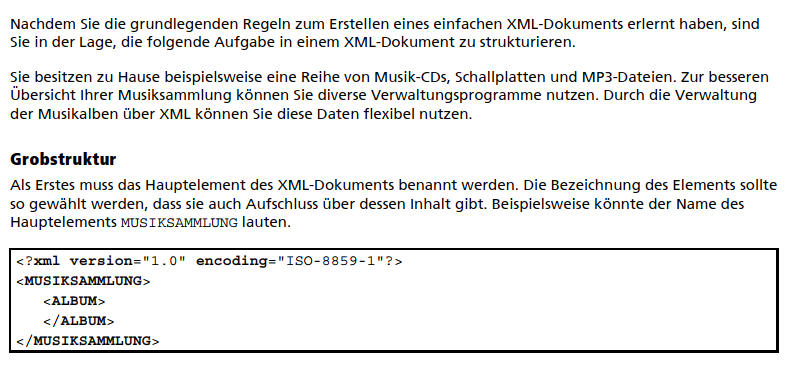 Nachdem Sie die grundlegenden Regeln zum Erstellen eines einfachen XML-Dokuments erlernt haben, sind
Sie in der Lage, die folgende Aufgabe in einem XML-Dokument zu strukturieren.
Sie besitzen zu Hause beispielsweise eine Reihe von Musik-CDs, Schallplatten und MP3-Dateien. Zur besseren
Übersicht Ihrer Musiksammlung können Sie diverse Verwaltungsprogramme nutzen. Durch die Verwaltung
der Musikalben über XML können Sie diese Daten flexibel nutzen.
Grobstruktur
Als Erstes muss das Hauptelement des XML-Dokuments benannt werden. Die Bezeichnung des Elements sollte
so gewählt werden, dass sie auch Aufschluss über dessen Inhalt gibt. Beispielsweise könnte der Name des
Hauptelements MUSIKSAMMLUNG lauten.
<?xml version="1.0" encoding="ISO-8859-1"?>
<MUSIKSAMMLUNG>
<ALBUM>
</ALBUM>
</MUSIKSAMMLUNG>